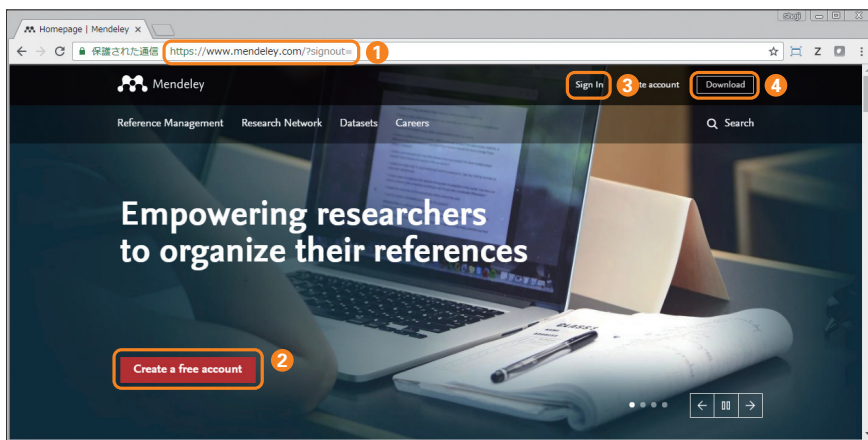 Shoji
Homepage | Mendeley
保護された通信 https://www.mendeley.com/?signout= 1
Z
Mendeley
Sign In 3 te account Download 4
Reference Management Research Network Datasets Careers Search
Empowering researchers
to organize their references
Create a free account 2